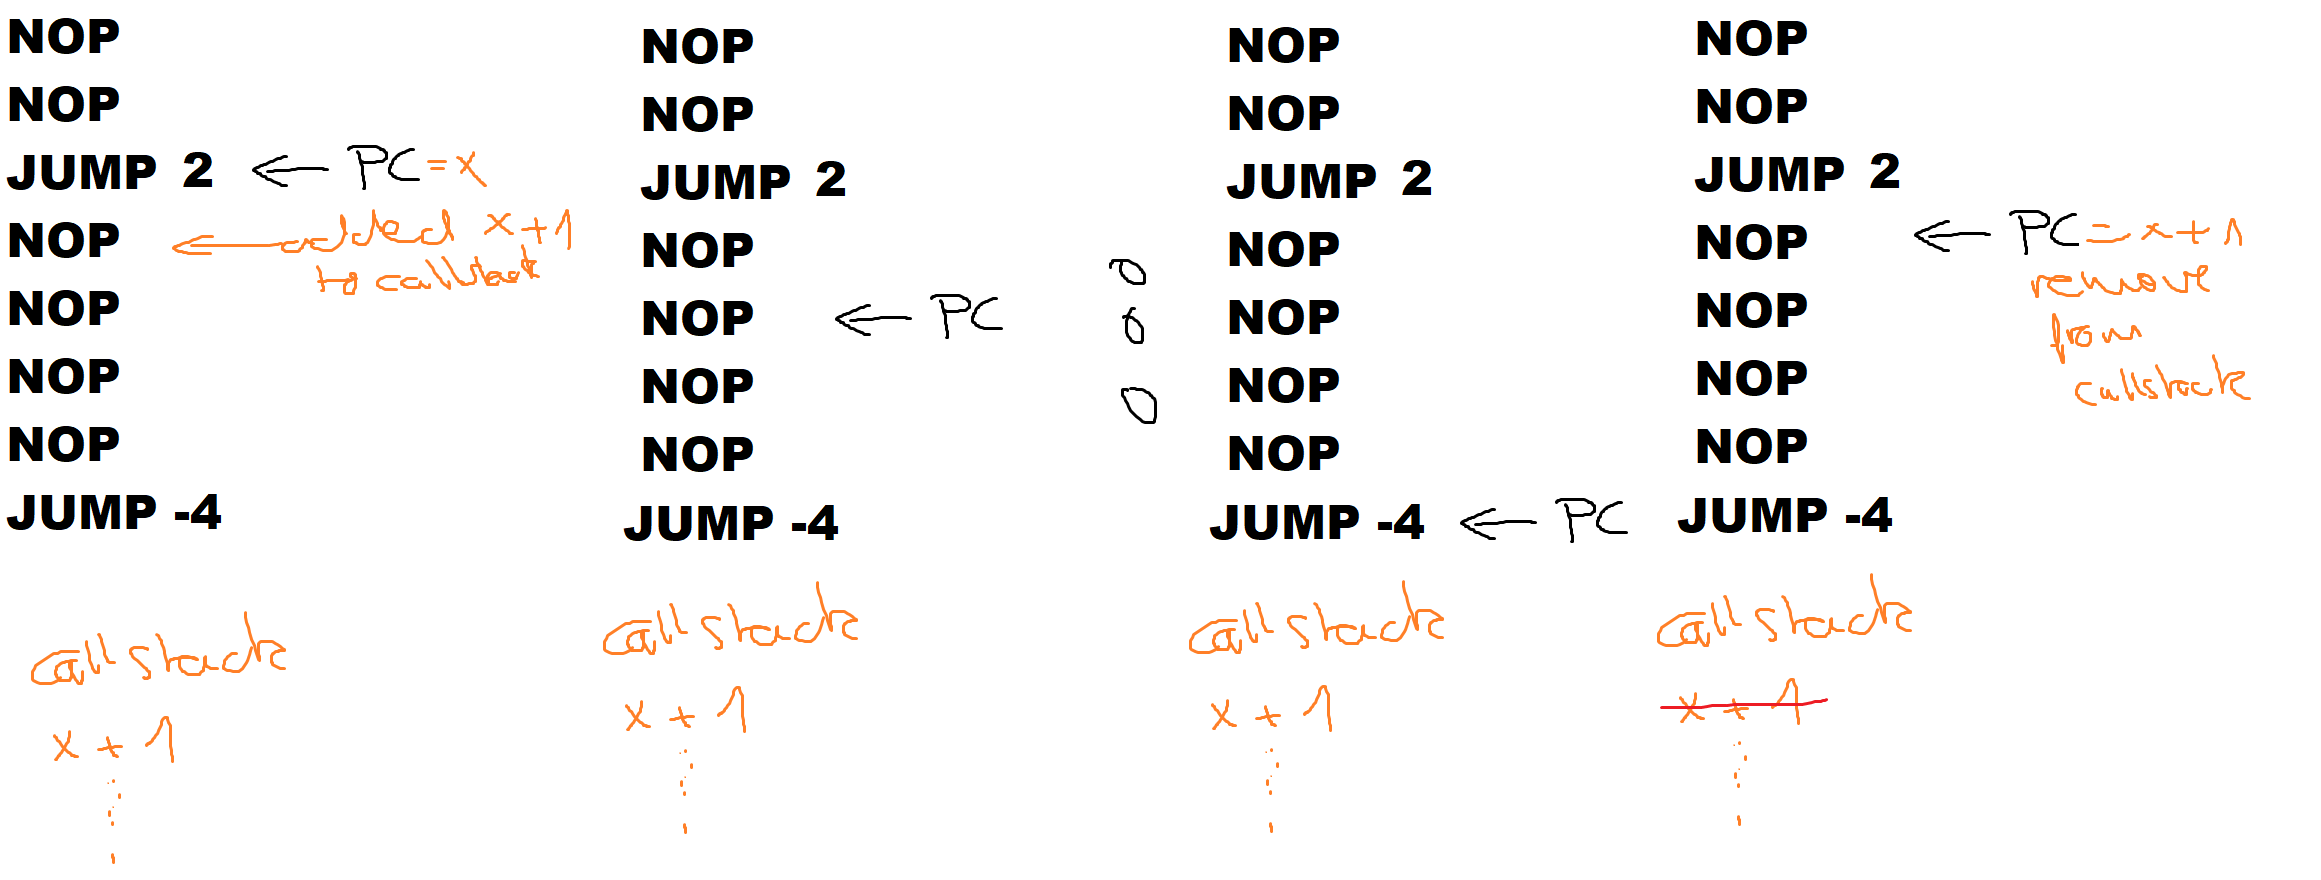 NOP
NOP
JUMP 2 ← PC = x
NOP ← added x+1
to callstack
NOP
NOP
NOP
JUMP -4
callstack
x + 1
NOP
NOP
JUMP 2
NOP
NOP ← PC
NOP
NOP
JUMP -4
callstack
x + 1
NOP
NOP
JUMP 2
NOP
NOP
NOP
NOP
JUMP -4 ← PC
callstack
x + 1
NOP
NOP
JUMP 2
NOP ← PC = x + 1
remove
from
callstack
NOP
NOP
NOP
JUMP -4
callstack
x + 1